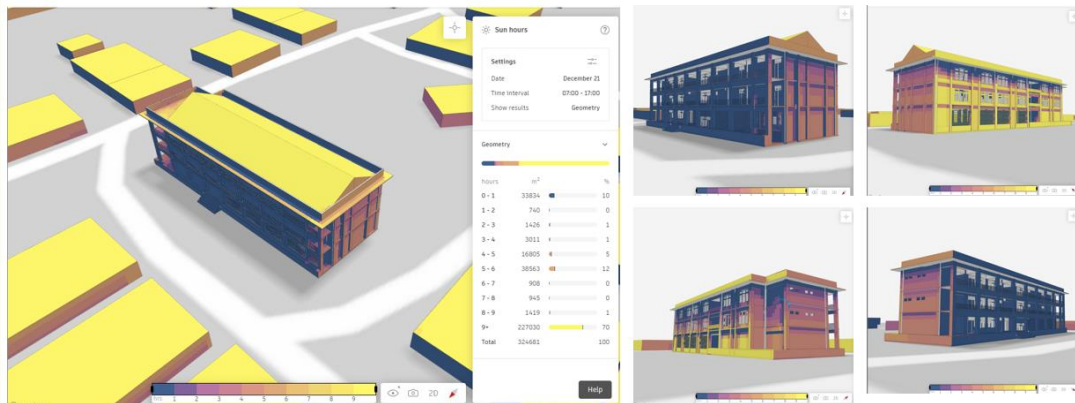 Sun hours
Settings
Date December 21
Time Interval 07:00 - 17:00
Show results Geometry
Geometry
hours m² %
0 - 1 33834 10
1 - 2 740 0
2 - 3 1426 1
3 - 4 3011 1
4 - 5 16805 5
5 - 6 38563 12
6 - 7 908 0
7 - 8 945 0
8 - 9 1419 1
9+ 227030 70
Total 324681 100
Help
hrs 1 2 3 4 5 6 7 8 9
2D